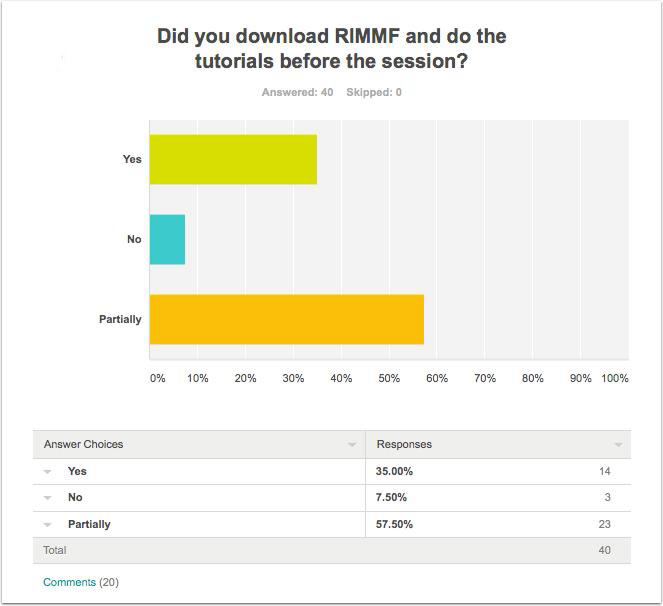 Did you download RIMMF and do the
tutorials before the session?
Answered: 40 Skipped: 0
Yes
No
Partially
0% 10% 20% 30% 40% 50% 60% 70% 80% 90% 100%
Answer Choices Responses
Yes 35.00% 14
No 7.50% 3
Partially 57.50% 23
Total 40
Comments (20)